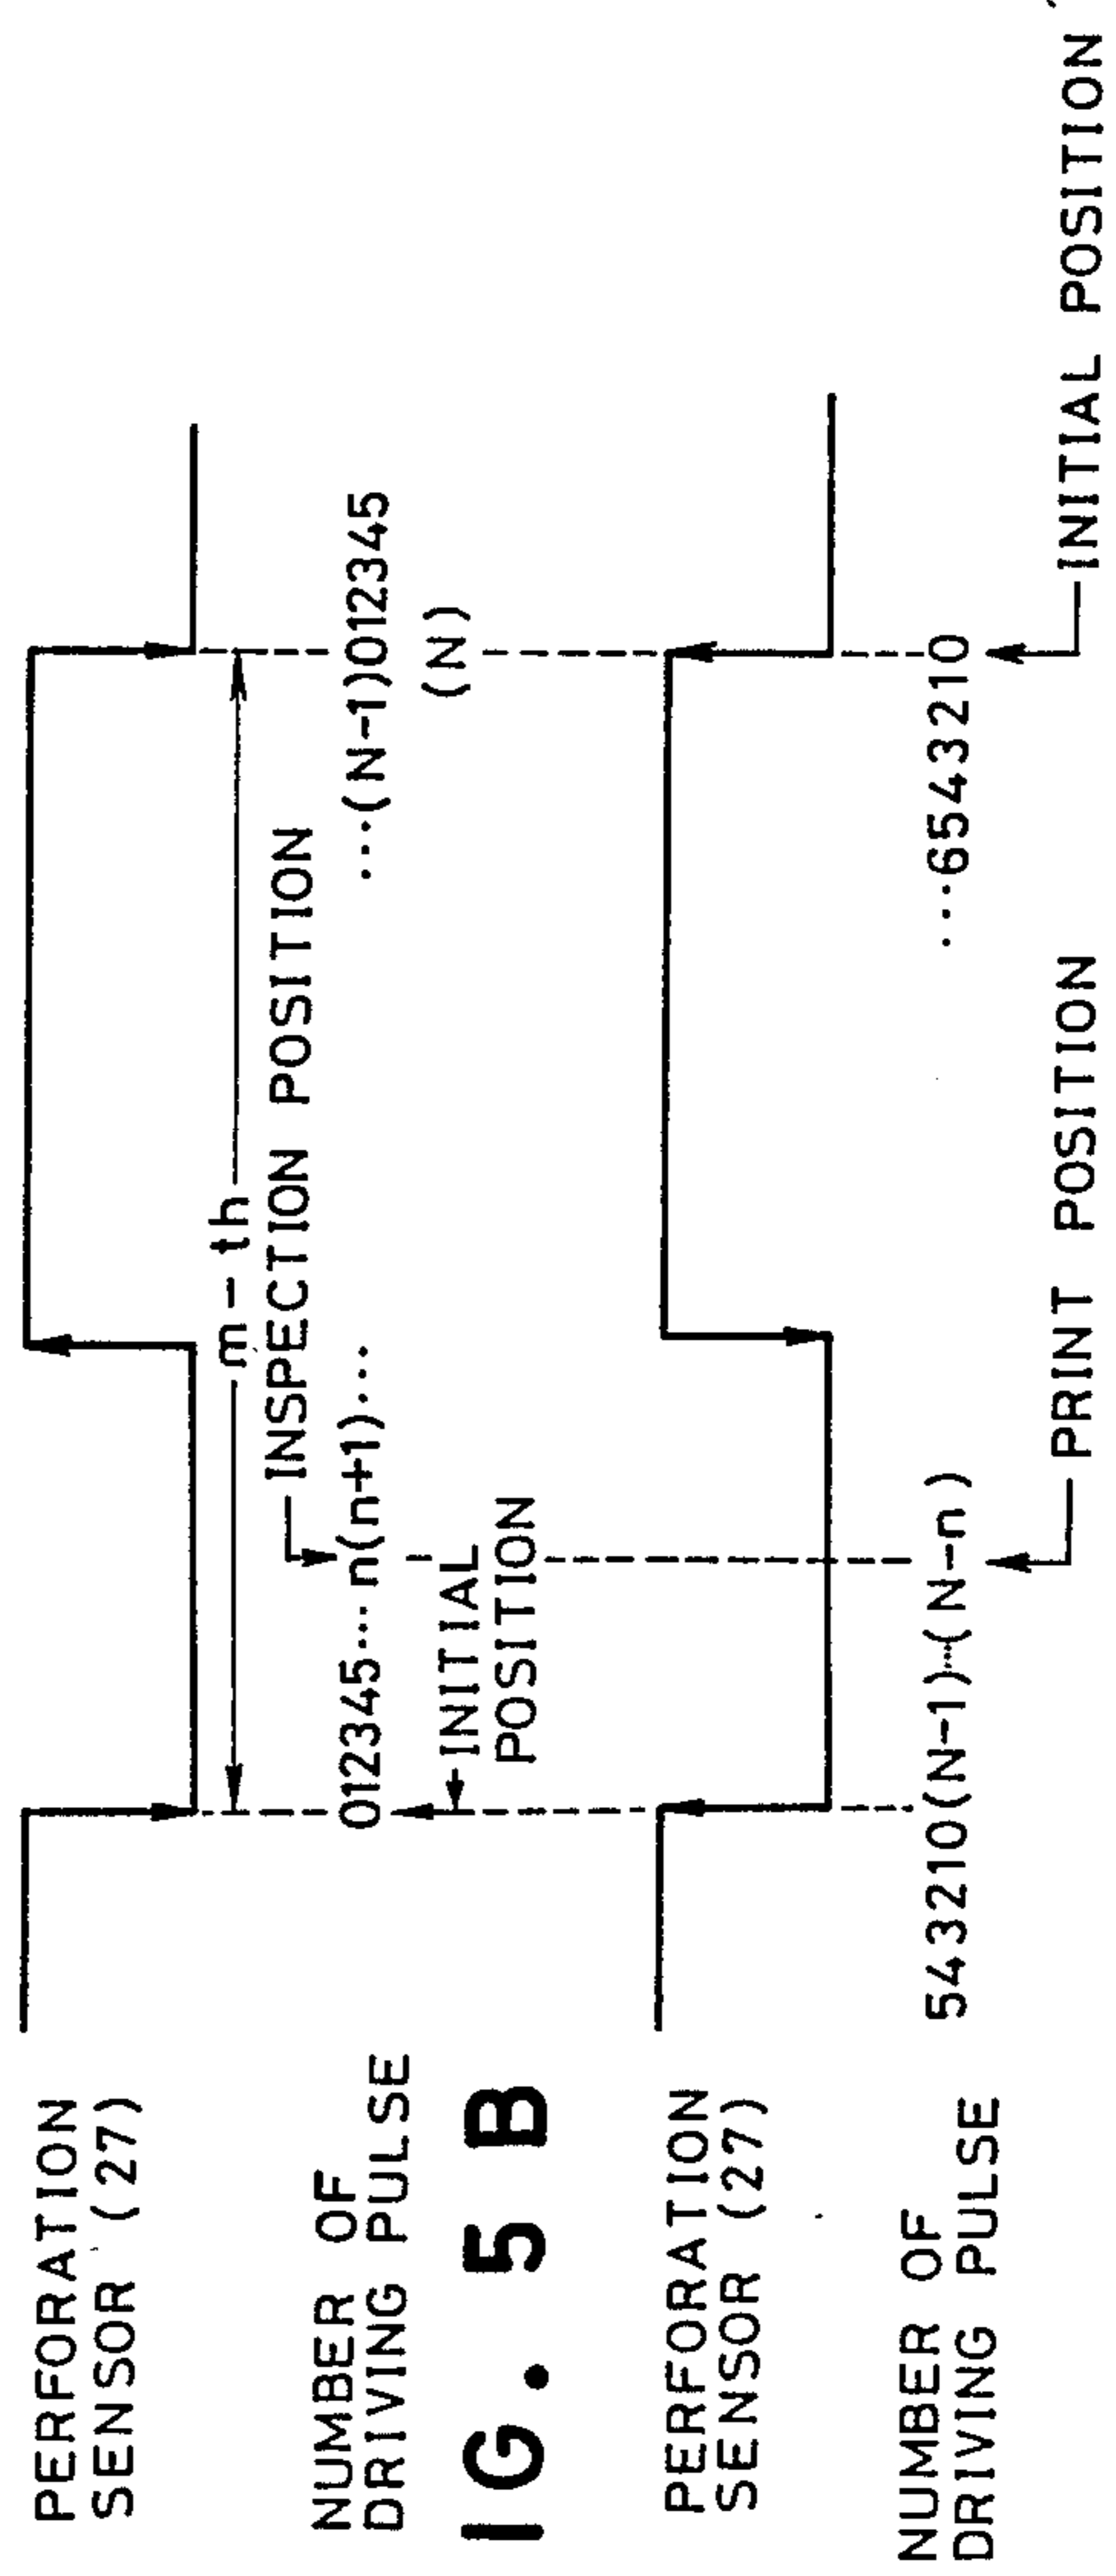 PERFORATION
SENSOR (27)
m-th
INSPECTION POSITION
NUMBER OF
DRIVING PULSE
012345...n(n+1)...
...(N-1)012345
(N)
INITIAL
POSITION
IG. 5 B
PERFORATION
SENSOR (27)
NUMBER OF
DRIVING PULSE
543210(N-1)...(N-n)
...6543210
PRINT POSITION
INITIAL POSITION